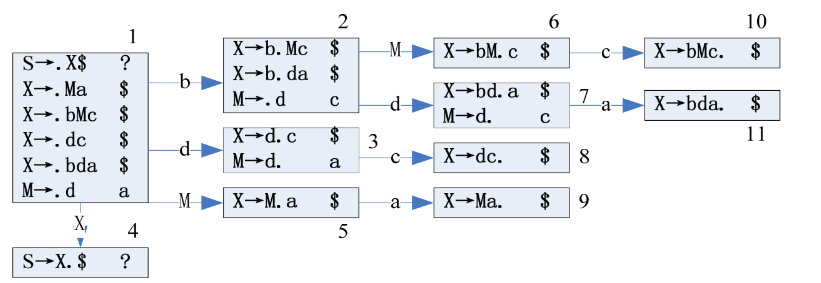 1
S→.X$ ?
X→.Ma $
X→.bMc $
X→.dc $
X→.bda $
M→.d a
b
d
M
X
2
X→b.Mc $
X→b.da $
M→.d c
M
d
6
X→bM.c $
c
10
X→bMc. $
X→bd.a $
M→d. c
7
a
X→bda. $
11
X→d.c $
M→d. a
3
c
X→dc. $
8
X→M.a $
5
a
X→Ma. $
9
4
S→X.$ ?